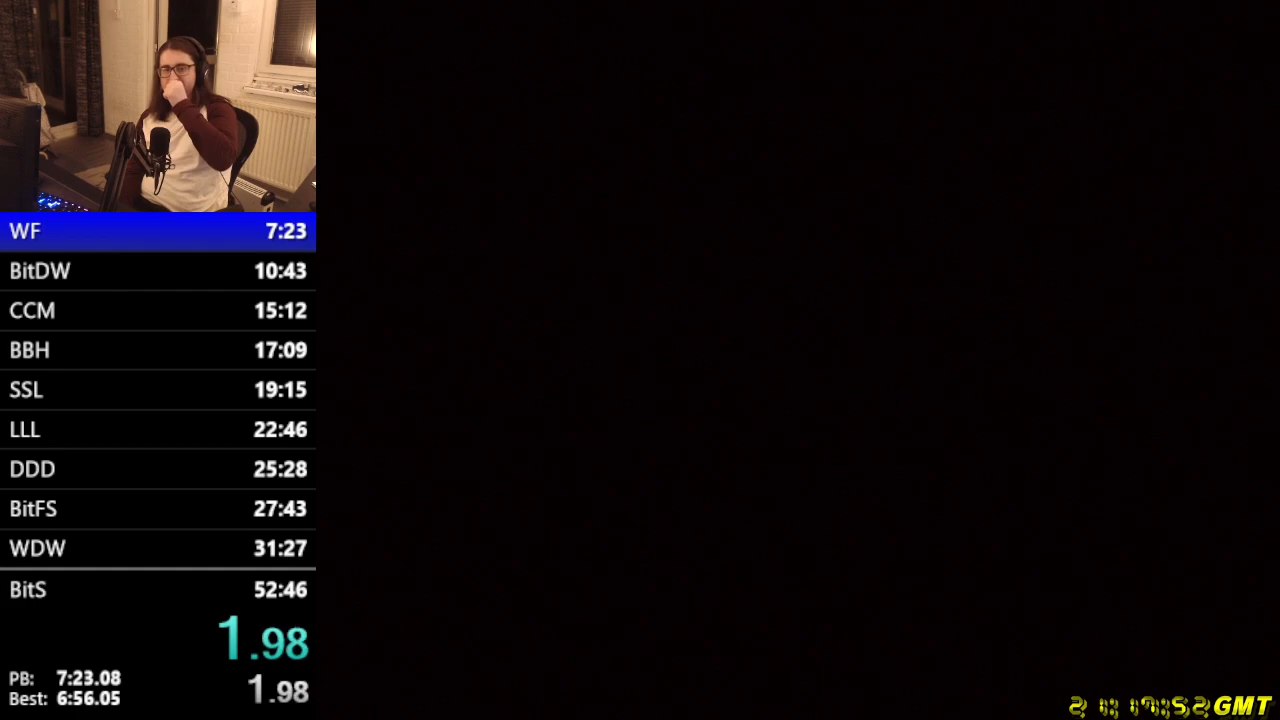 WF 7:23
BitDW 10:43
CCM 15:12
BBH 17:09
SSL 19:15
LLL 22:46
DDD 25:28
BitFS 27:43
WDW 31:27
BitS 52:46
1.98
PB: 7:23.08
Best: 6:56.05
1.98
GMT